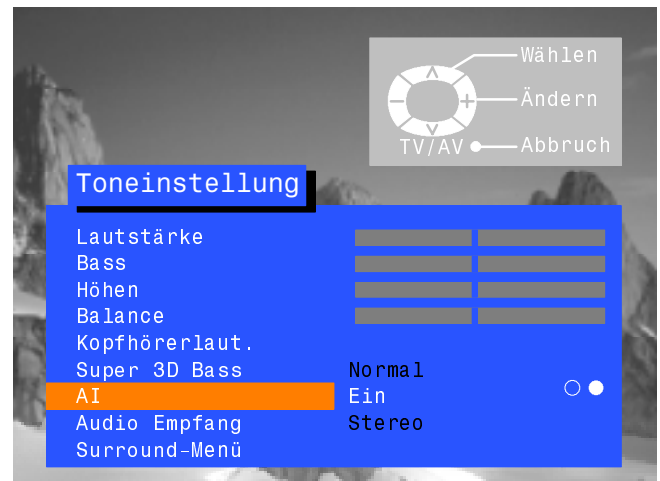 Wählen
Ändern
TV/AV Abbruch
Toneinstellung
Lautstärke
Bass
Höhen
Balance
Kopfhörerlaut.
Super 3D Bass Normal
AI Ein
Audio Empfang Stereo
Surround-Menü